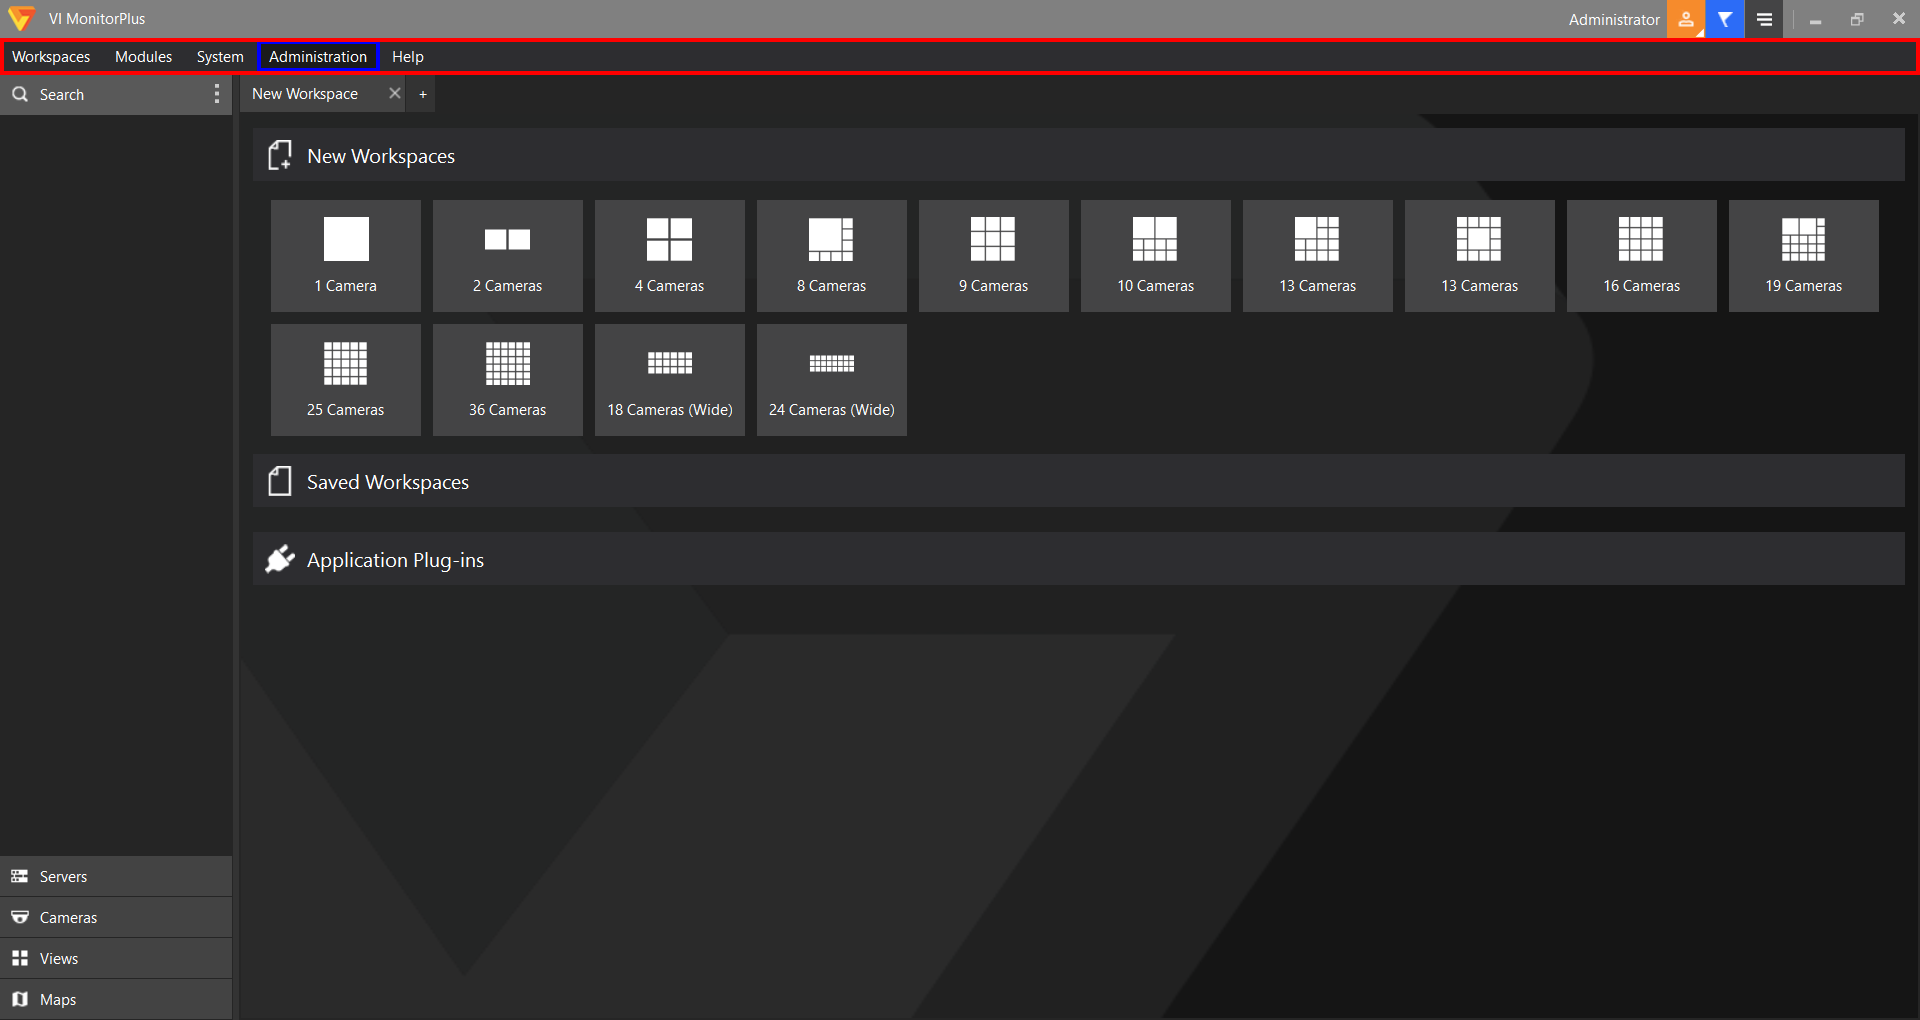 VI MonitorPlus
Administrator
Workspaces Modules System Administration Help
Search
New Workspace +
New Workspaces
1 Camera 2 Cameras 4 Cameras 8 Cameras 9 Cameras 10 Cameras 13 Cameras 13 Cameras 16 Cameras 19 Cameras
25 Cameras 36 Cameras 18 Cameras (Wide) 24 Cameras (Wide)
Saved Workspaces
Application Plug-ins
Servers
Cameras
Views
Maps